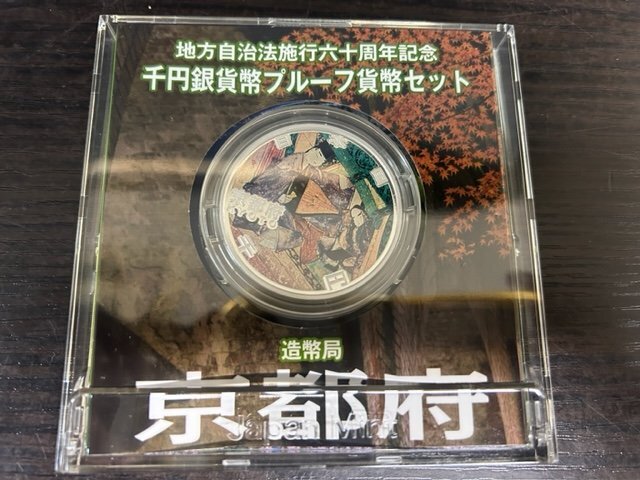 地方自治法施行六十周年記念
千円銀貨幣プルーフ貨幣セット
造幣局
京都府
Japan Mint